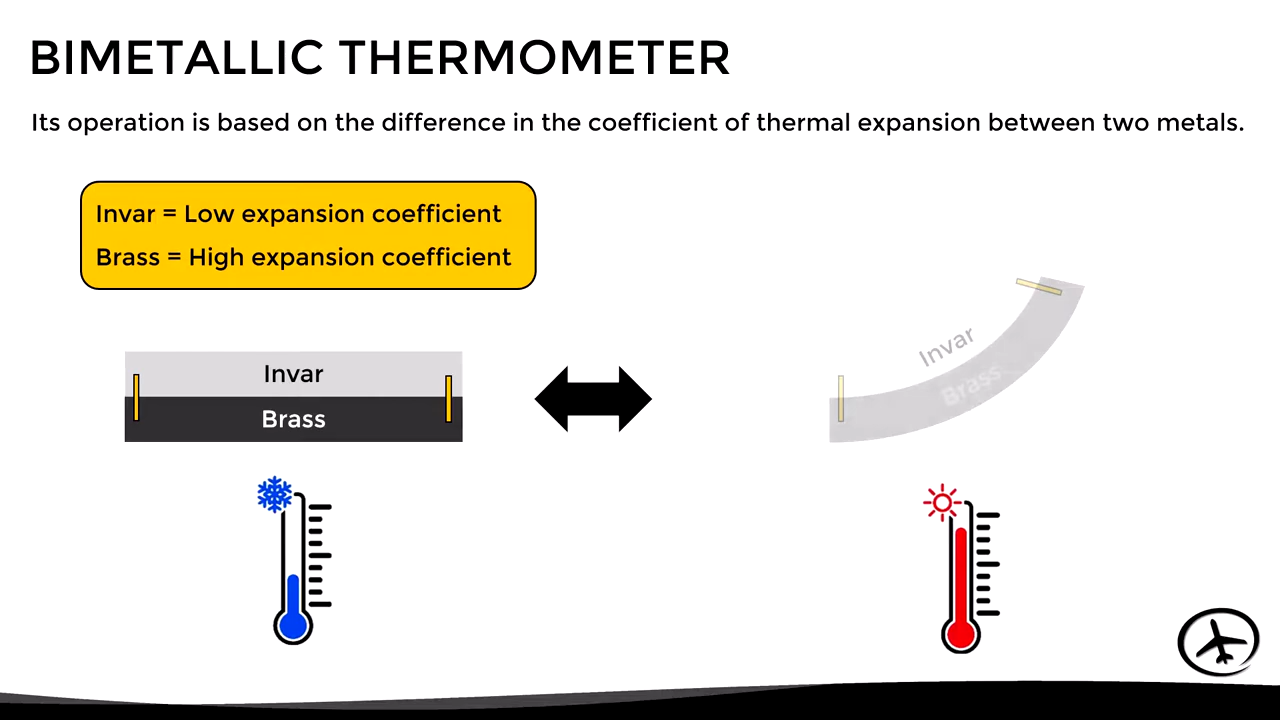 BIMETALLIC THERMOMETER
Its operation is based on the difference in the coefficient of thermal expansion between two metals.
Invar = Low expansion coefficient
Brass = High expansion coefficient
Invar
Brass
Invar
Brass